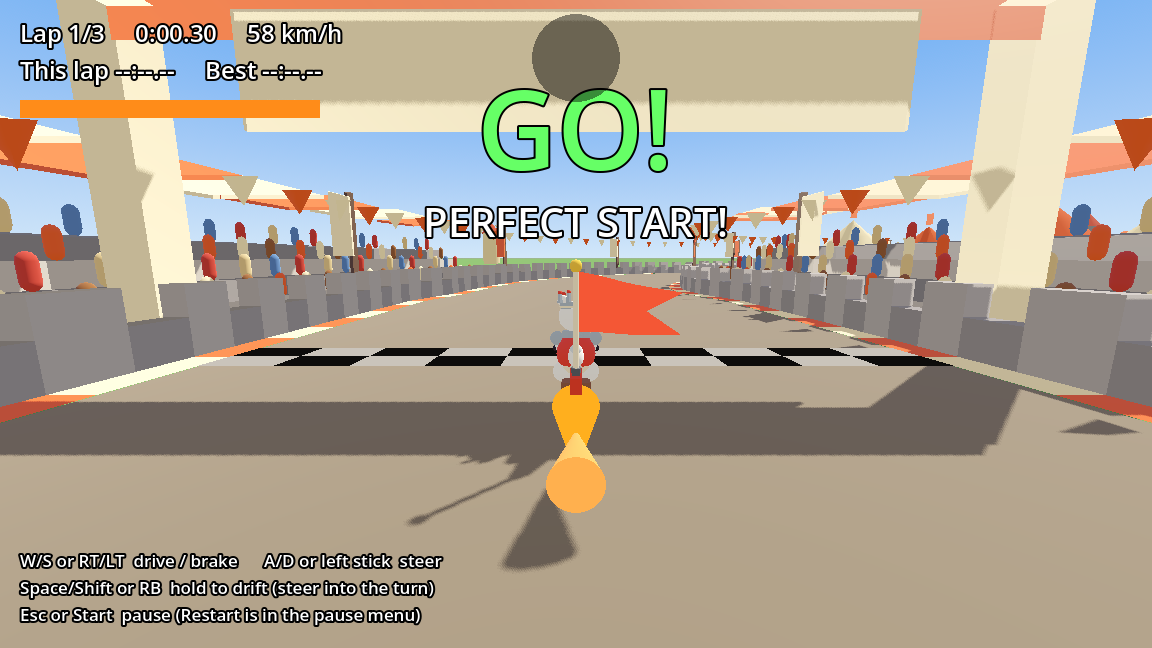 Lap 1/3 0:00.30 58 km/h
This lap --:--.-- Best --:--.--
GO!
PERFECT START!
W/S or RT/LT drive / brake A/D or left stick steer
Space/Shift or RB hold to drift (steer into the turn)
Esc or Start pause (Restart is in the pause menu)